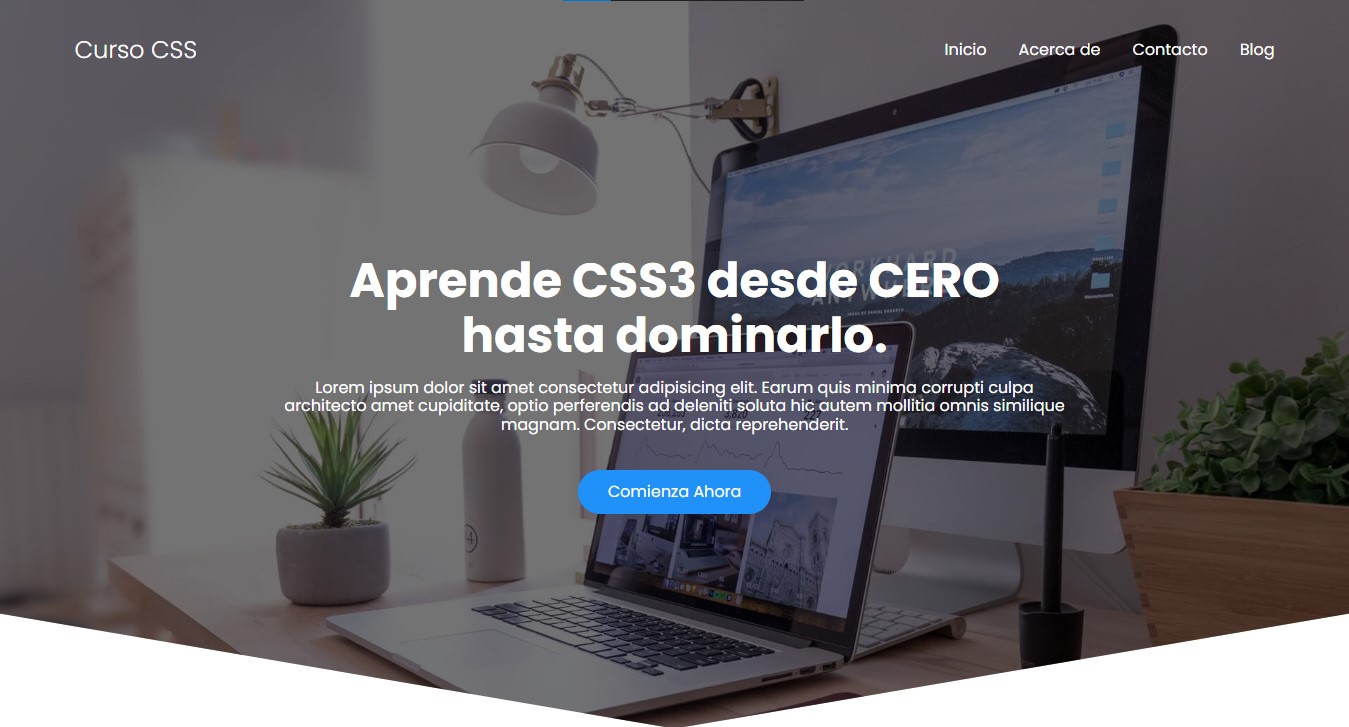 Curso CSS
Inicio Acerca de Contacto Blog
Aprende CSS3 desde CERO
hasta dominarlo.
Lorem ipsum dolor sit amet consectetur adipisicing elit. Earum quis minima corrupti culpa
architecto amet cupiditate, optio perferendis ad deleniti soluta hic autem mollitia omnis similique
magnam. Consectetur, dicta reprehenderit.
Comienza Ahora